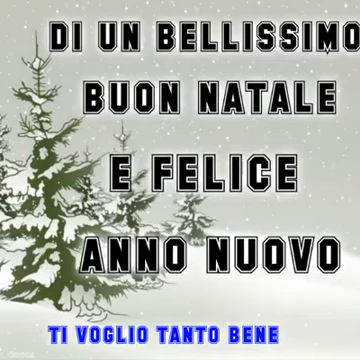 DI UN BELLISSIMO
BUON NATALE
E FELICE
ANNO NUOVO
TI VOGLIO TANTO BENE